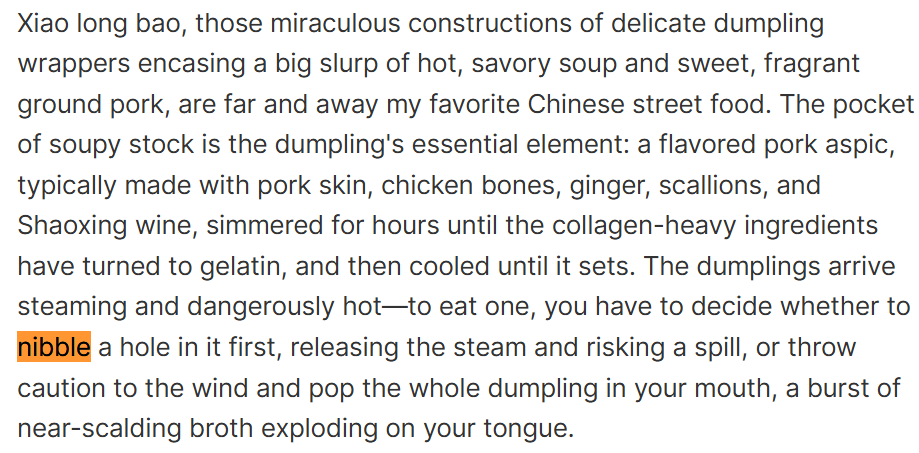 Xiao long bao, those miraculous constructions of delicate dumpling
wrappers encasing a big slurp of hot, savory soup and sweet, fragrant
ground pork, are far and away my favorite Chinese street food. The pocket
of soupy stock is the dumpling's essential element: a flavored pork aspic,
typically made with pork skin, chicken bones, ginger, scallions, and
Shaoxing wine, simmered for hours until the collagen-heavy ingredients
have turned to gelatin, and then cooled until it sets. The dumplings arrive
steaming and dangerously hot—to eat one, you have to decide whether to
nibble a hole in it first, releasing the steam and risking a spill, or throw
caution to the wind and pop the whole dumpling in your mouth, a burst of
near-scalding broth exploding on your tongue.